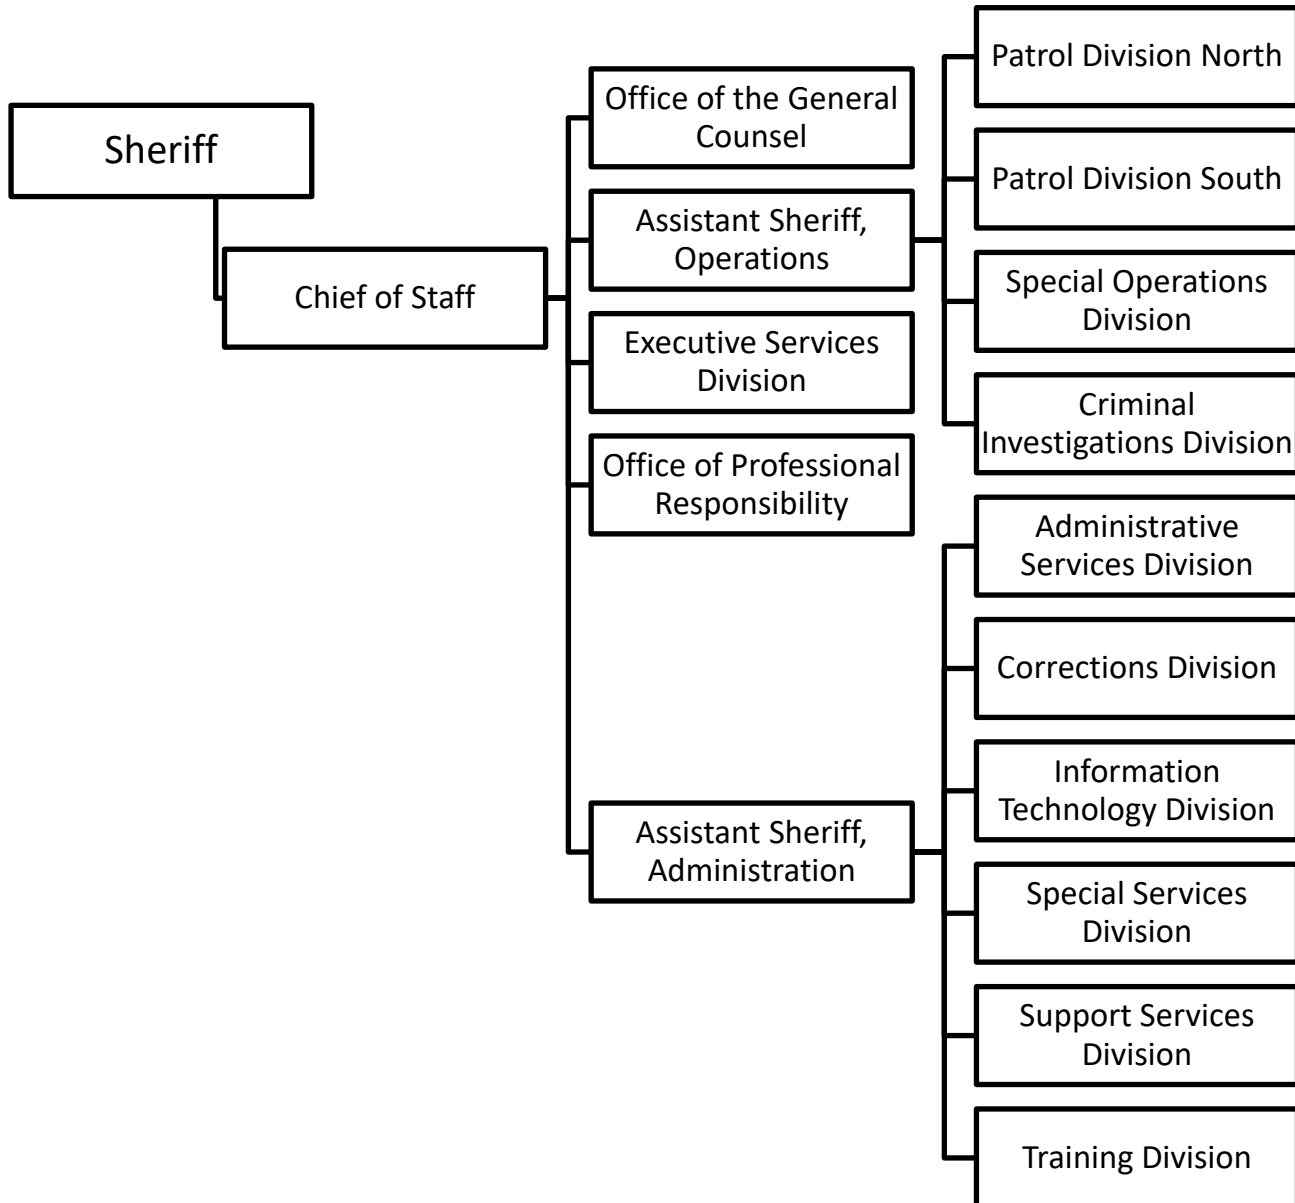 Sheriff
Chief of Staff
Office of the General
Counsel
Assistant Sheriff,
Operations
Executive Services
Division
Office of Professional
Responsibility
Assistant Sheriff,
Administration
Patrol Division North
Patrol Division South
Special Operations
Division
Criminal
Investigations Division
Administrative
Services Division
Corrections Division
Information
Technology Division
Special Services
Division
Support Services
Division
Training Division